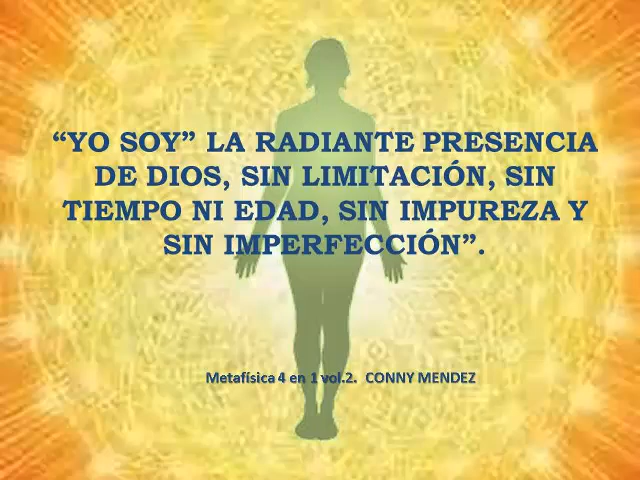 “YO SOY” LA RADIANTE PRESENCIA
DE DIOS, SIN LIMITACIÓN, SIN
TIEMPO NI EDAD, SIN IMPUREZA Y
SIN IMPERFECCIÓN”.
Metafísica 4 en 1 vol.2.  CONNY MENDEZ